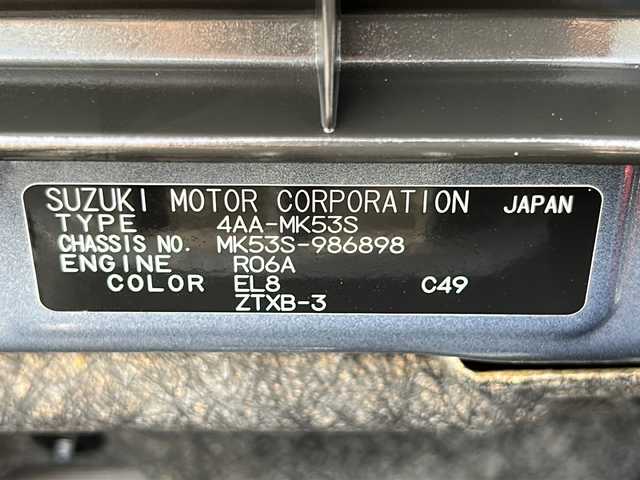 SUZUKI MOTOR CORPORATION JAPAN
TYPE 4AA-MK53S
CHASSIS NO. MK53S-986898
ENGINE R06A
COLOR EL8 C49
ZTXB-3